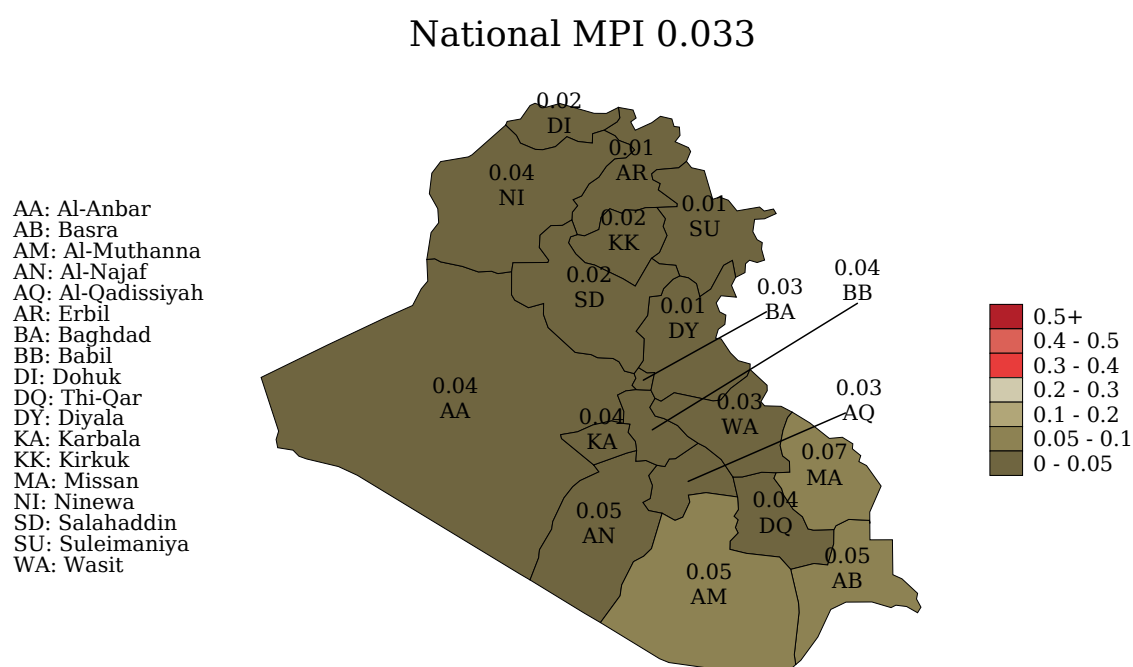 National MPI 0.033
0.02
DI
0.01
AR
0.04
NI
0.01
SU
0.02
KK
0.02
SD
0.03
BA
0.04
BB
0.01
DY
0.04
AA
0.03
AQ
0.03
WA
0.04
KA
0.07
MA
0.05
AN
0.04
DQ
0.05
AM
0.05
AB
AA: Al-Anbar
AB: Basra
AM: Al-Muthanna
AN: Al-Najaf
AQ: Al-Qadissiyah
AR: Erbil
BA: Baghdad
BB: Babil
DI: Dohuk
DQ: Thi-Qar
DY: Diyala
KA: Karbala
KK: Kirkuk
MA: Missan
NI: Ninewa
SD: Salahaddin
SU: Suleimaniya
WA: Wasit
0.5+
0.4 - 0.5
0.3 - 0.4
0.2 - 0.3
0.1 - 0.2
0.05 - 0.1
0 - 0.05